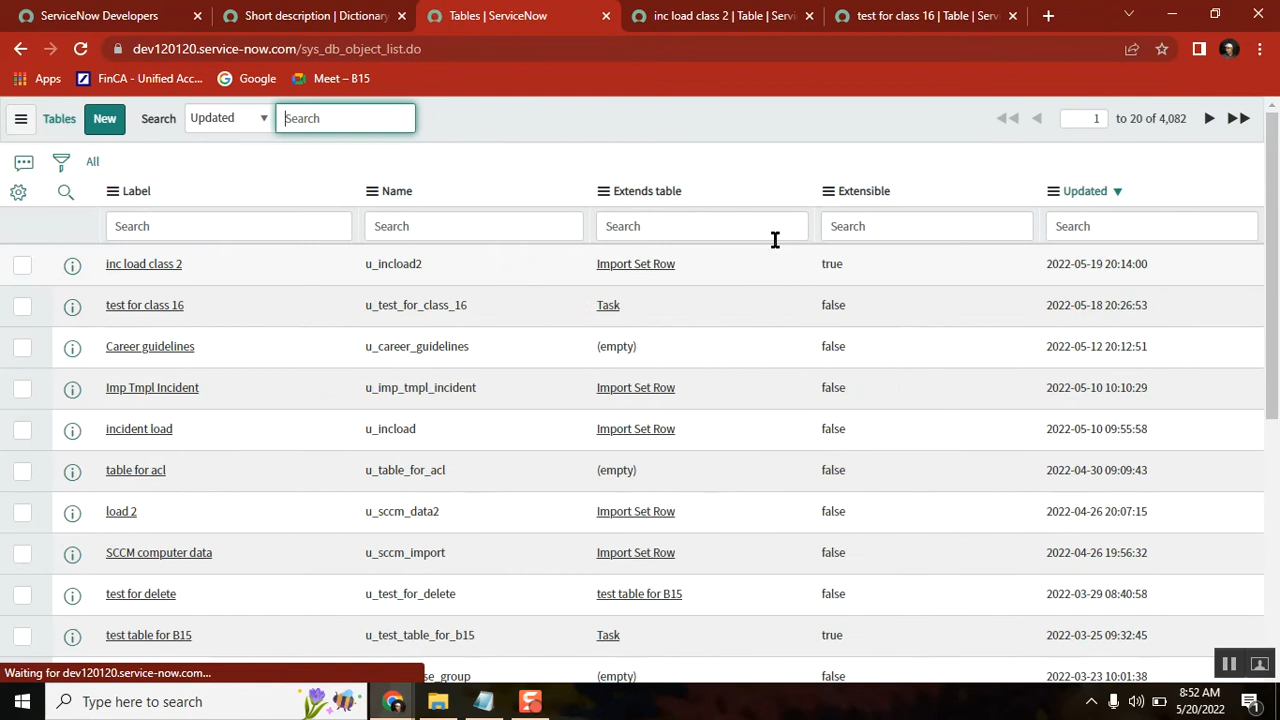 ServiceNow Developers
Short description | Dictionary
Tables | ServiceNow
inc load class 2 | Table | Servi
test for class 16 | Table | Serv
dev120120.service-now.com/sys_db_object_list.do
Apps
FinCA - Unified Acc...
Google
Meet – B15
Tables
New
Search
Updated
Search
1
to 20 of 4,082
All
Label
Name
Extends table
Extensible
Updated
Search
Search
Search
Search
Search
inc load class 2 u_incload2 Import Set Row true 2022-05-19 20:14:00
test for class 16 u_test_for_class_16 Task false 2022-05-18 20:26:53
Career guidelines u_career_guidelines (empty) false 2022-05-12 20:12:51
Imp Tmpl Incident u_imp_tmpl_incident Import Set Row false 2022-05-10 10:10:29
incident load u_incload Import Set Row false 2022-05-10 09:55:58
table for acl u_table_for_acl (empty) false 2022-04-30 09:09:43
load 2 u_sccm_data2 Import Set Row false 2022-04-26 20:07:15
SCCM computer data u_sccm_import Import Set Row false 2022-04-26 19:56:32
test for delete u_test_for_delete test table for B15 false 2022-03-29 08:40:58
test table for B15 u_test_table_for_b15 Task true 2022-03-25 09:32:45
se_group (empty) false 2022-03-23 10:01:38
Waiting for dev120120.service-now.com...
Type here to search
8:52 AM
5/20/2022
1